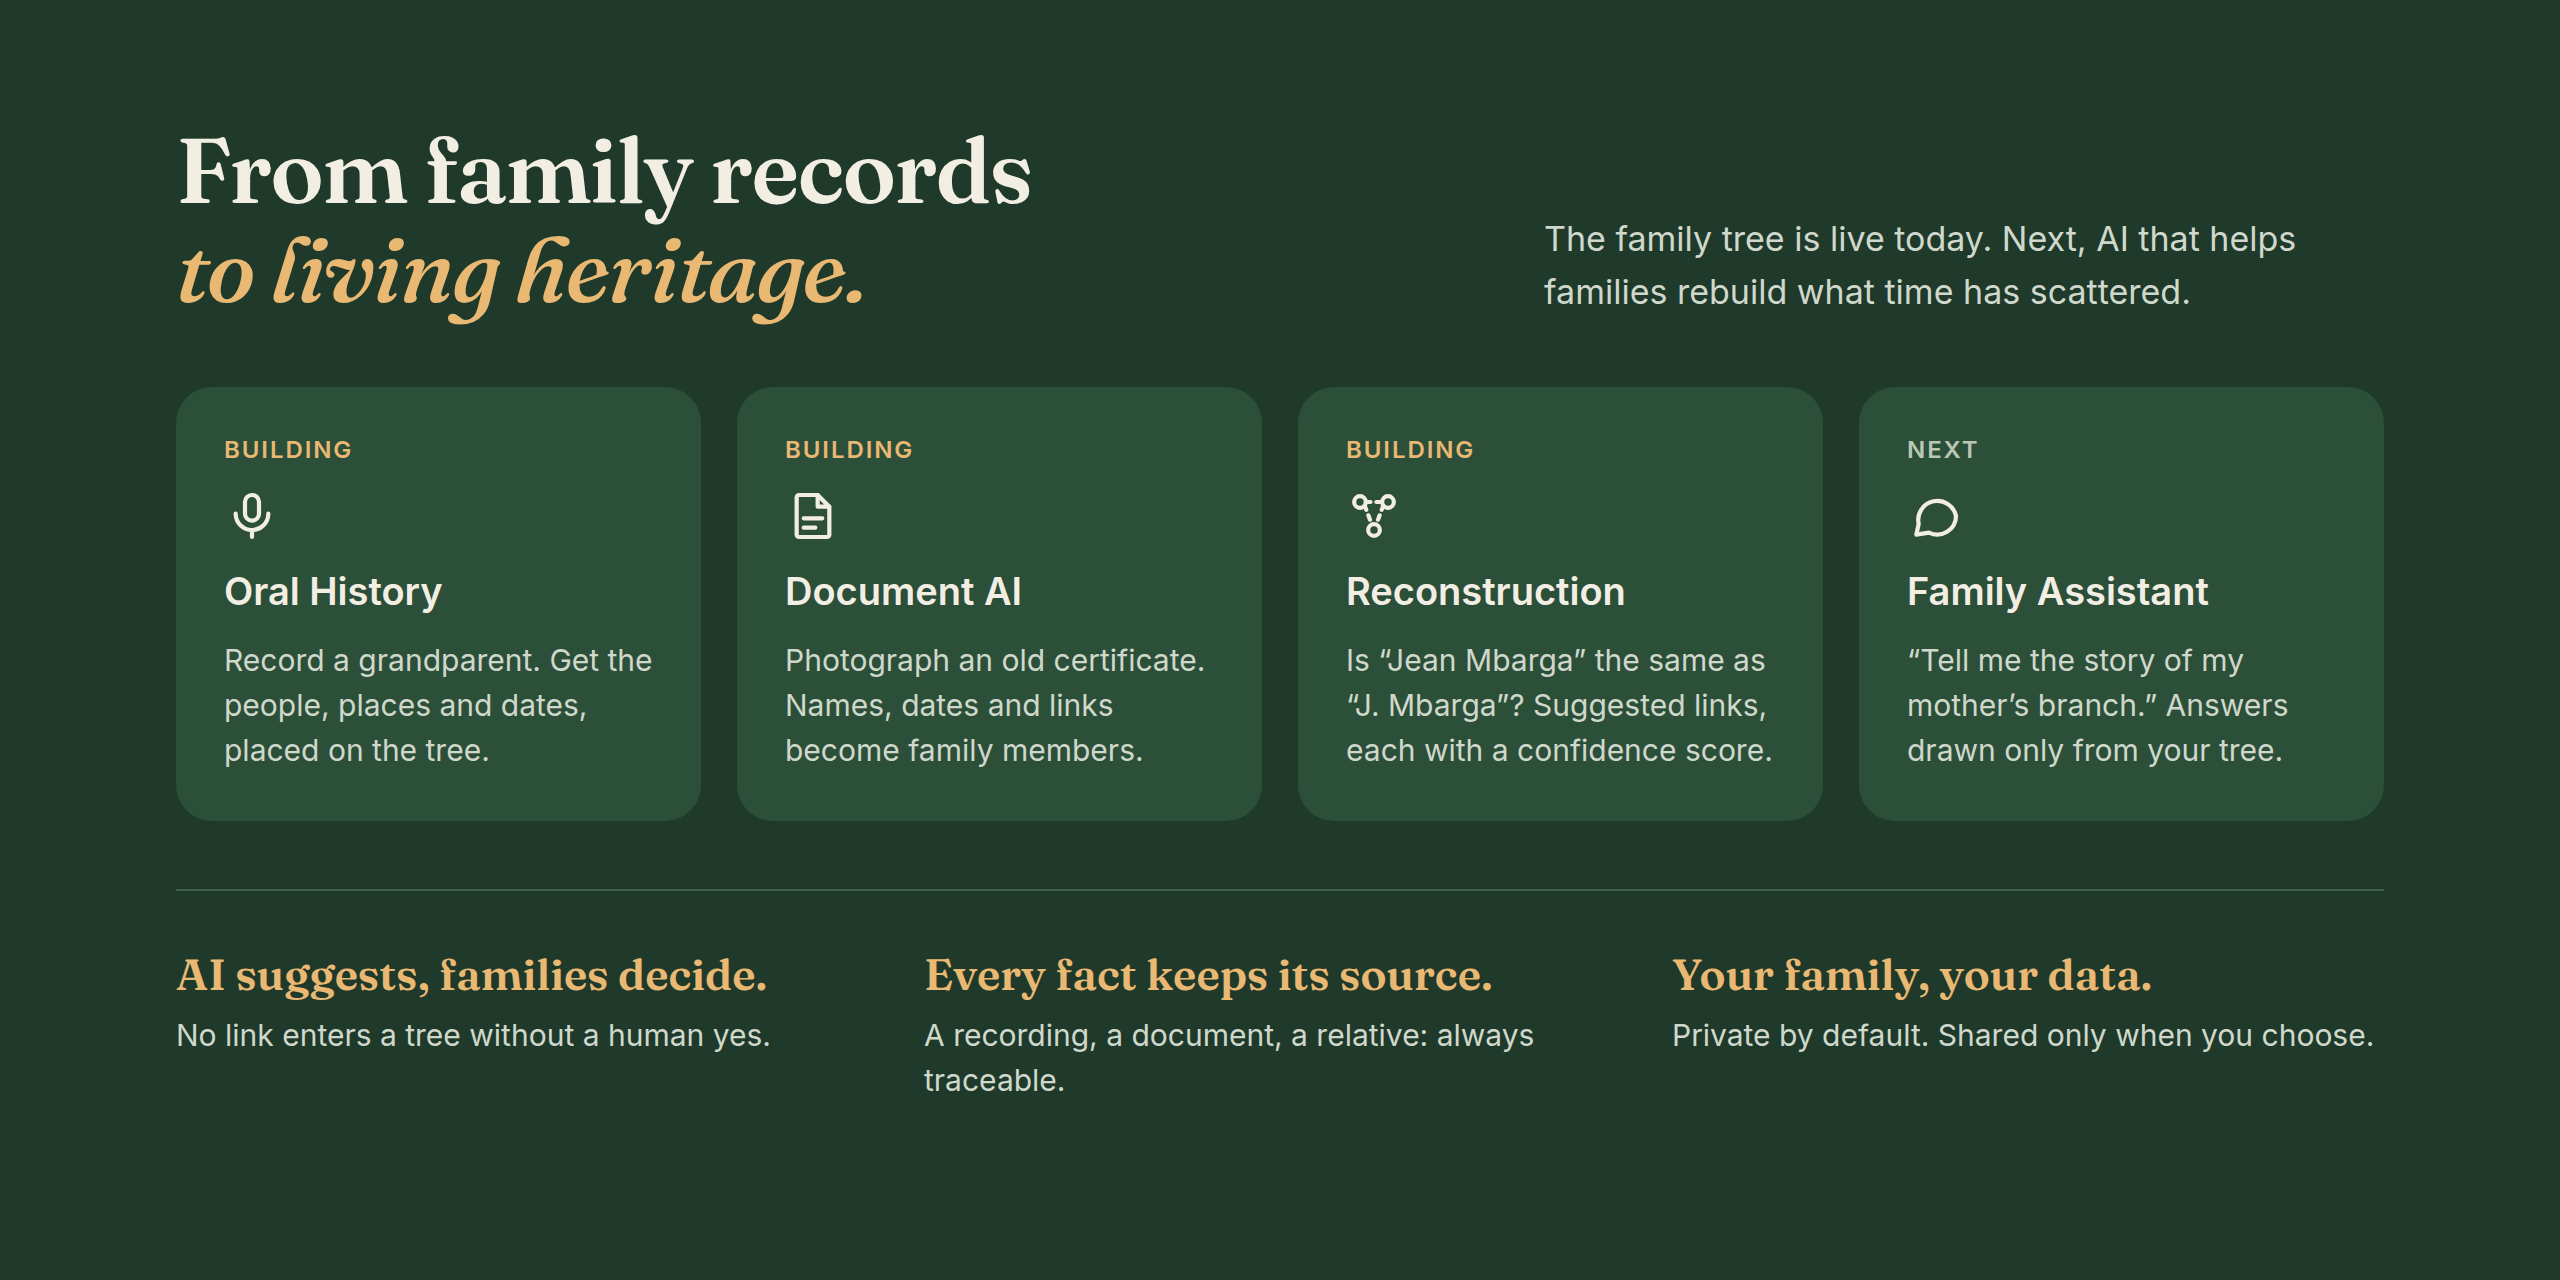 From family records
to living heritage.
The family tree is live today. Next, AI that helps
families rebuild what time has scattered.
BUILDING
Oral History
Record a grandparent. Get the
people, places and dates,
placed on the tree.
BUILDING
Document AI
Photograph an old certificate.
Names, dates and links
become family members.
BUILDING
Reconstruction
Is “Jean Mbarga” the same as
“J. Mbarga”? Suggested links,
each with a confidence score.
NEXT
Family Assistant
“Tell me the story of my
mother’s branch.” Answers
drawn only from your tree.
AI suggests, families decide.
No link enters a tree without a human yes.
Every fact keeps its source.
A recording, a document, a relative: always
traceable.
Your family, your data.
Private by default. Shared only when you choose.